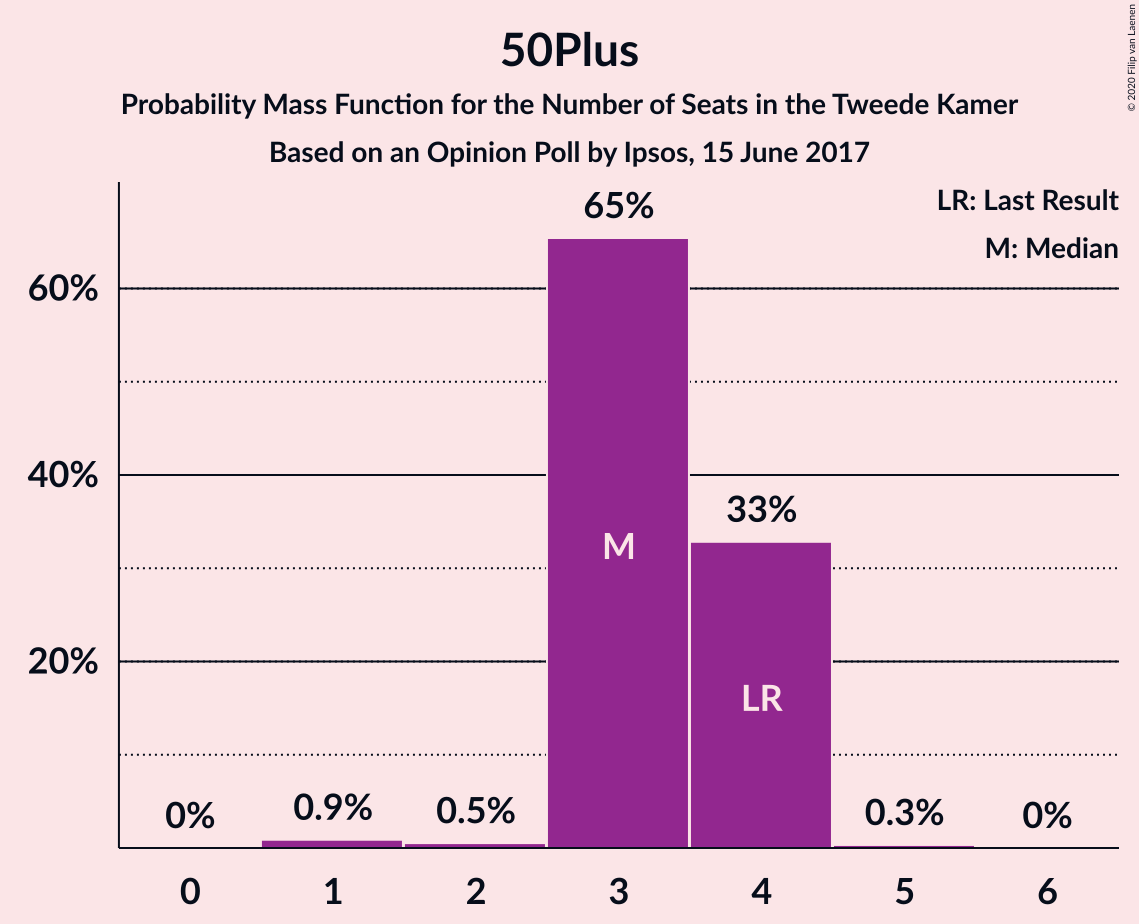 50Plus
Probability Mass Function for the Number of Seats in the Tweede Kamer
Based on an Opinion Poll by Ipsos, 15 June 2017
© 2020 Filip van Laenen
LR: Last Result
M: Median
60%
40%
20%
0%
0.9%
0.5%
65%
M
33%
LR
0.3%
0%
0 1 2 3 4 5 6